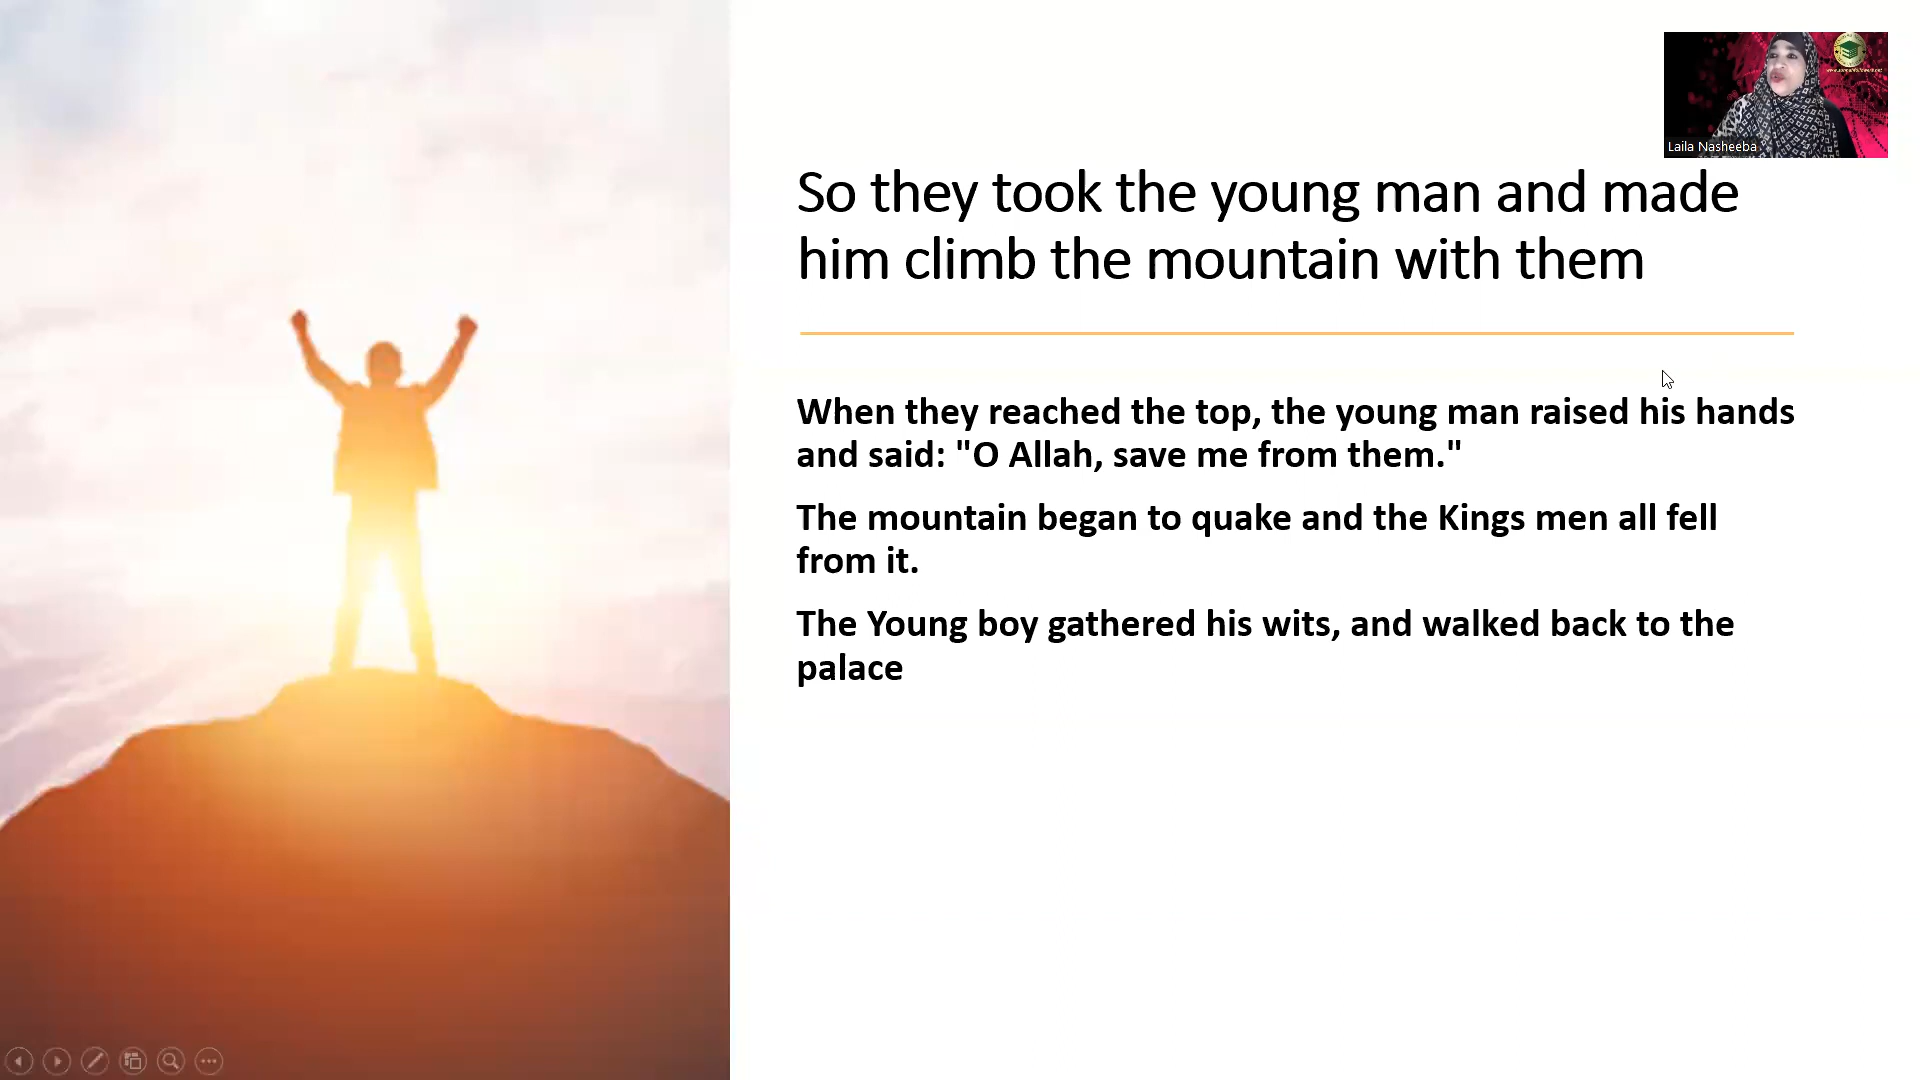 Laila Nasheeba
So they took the young man and made
him climb the mountain with them
When they reached the top, the young man raised his hands
and said: "O Allah, save me from them."
The mountain began to quake and the Kings men all fell
from it.
The Young boy gathered his wits, and walked back to the
palace